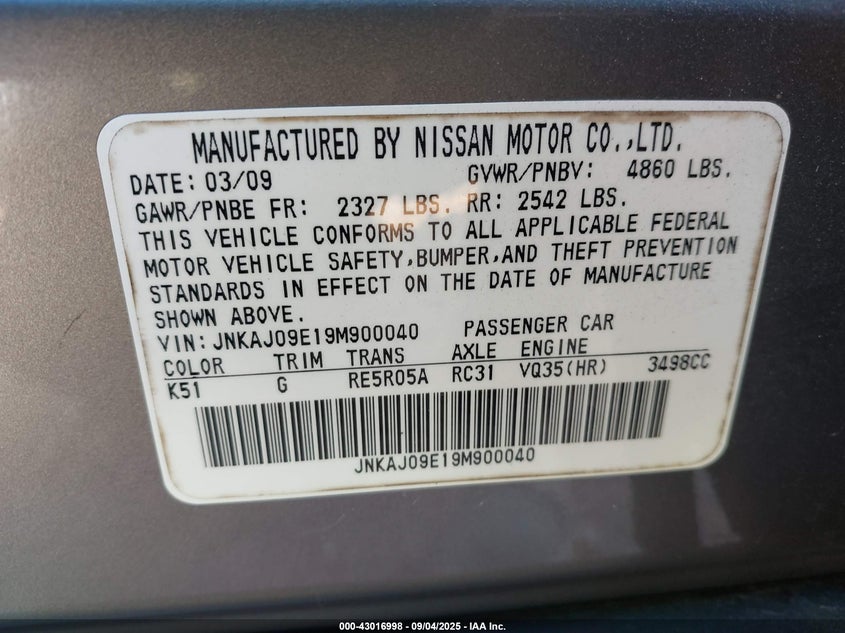 MANUFACTURED BY NISSAN MOTOR CO.,LTD.
DATE: 03/09 GVWR/PNBV: 4860 LBS.
GAWR/PNBE FR: 2327 LBS. RR: 2542 LBS.
THIS VEHICLE CONFORMS TO ALL APPLICABLE FEDERAL
MOTOR VEHICLE SAFETY,BUMPER,AND THEFT PREVENTION
STANDARDS IN EFFECT ON THE DATE OF MANUFACTURE
SHOWN ABOVE.
VIN: JNKAJ09E19M900040 PASSENGER CAR
COLOR TRIM TRANS AXLE ENGINE
K51 G RE5R05A RC31 VQ35(HR) 3498CC
JNKAJ09E19M900040
000-43016998 - 09/04/2025 - IAA Inc.